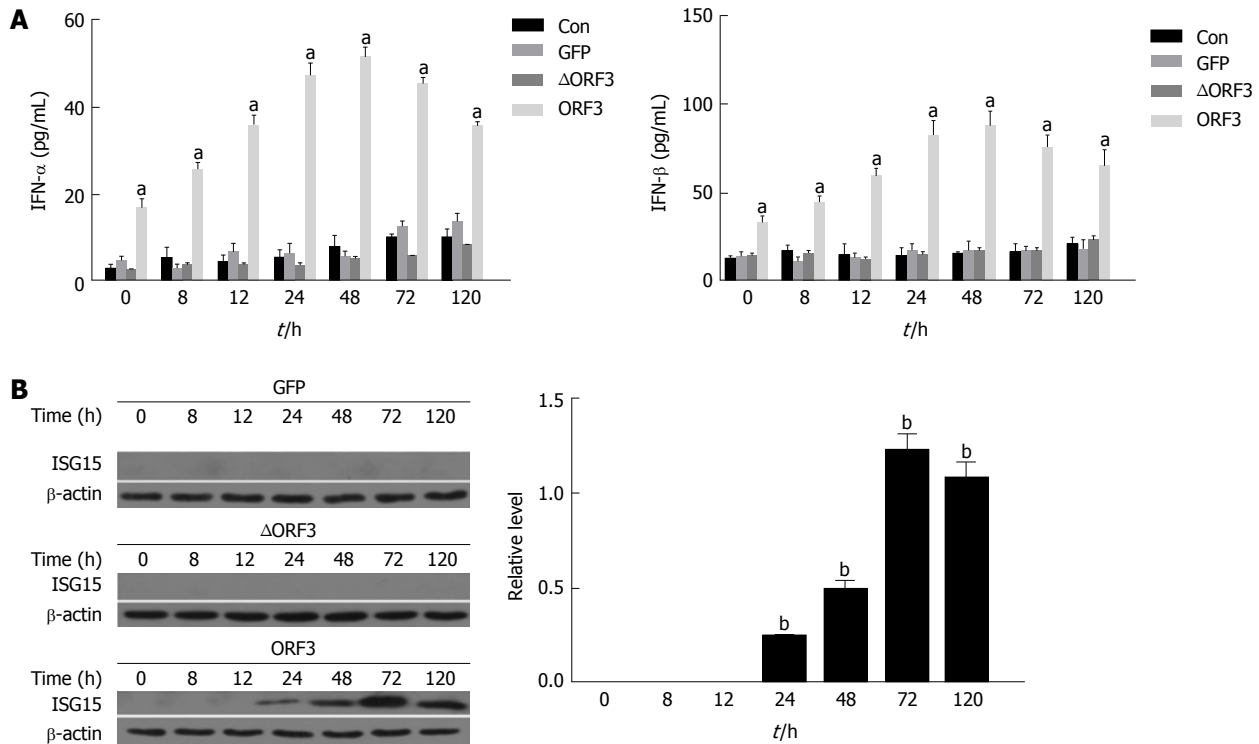 A
60
40
20
0
IFN-α (pg/mL)
a a a a a a a
0 8 12 24 48 72 120
t/h
Con
GFP
ΔORF3
ORF3
150
100
50
0
IFN-β (pg/mL)
a a a a a a a
0 8 12 24 48 72 120
t/h
Con
GFP
ΔORF3
ORF3
B
GFP
Time (h) 0 8 12 24 48 72 120
ISG15
β-actin
ΔORF3
Time (h) 0 8 12 24 48 72 120
ISG15
β-actin
ORF3
Time (h) 0 8 12 24 48 72 120
ISG15
β-actin
1.5
1.0
0.5
0.0
Relative level
b b b b
0 8 12 24 48 72 120
t/h